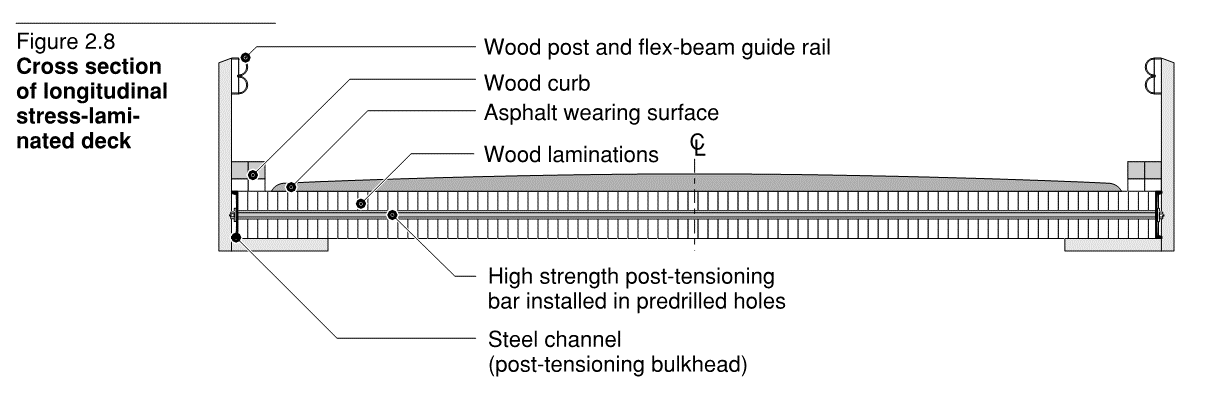 Figure 2.8
Cross section
of longitudinal
stress-lami-
nated deck
Wood post and flex-beam guide rail
Wood curb
Asphalt wearing surface
Wood laminations
℄
High strength post-tensioning
bar installed in predrilled holes
Steel channel
(post-tensioning bulkhead)